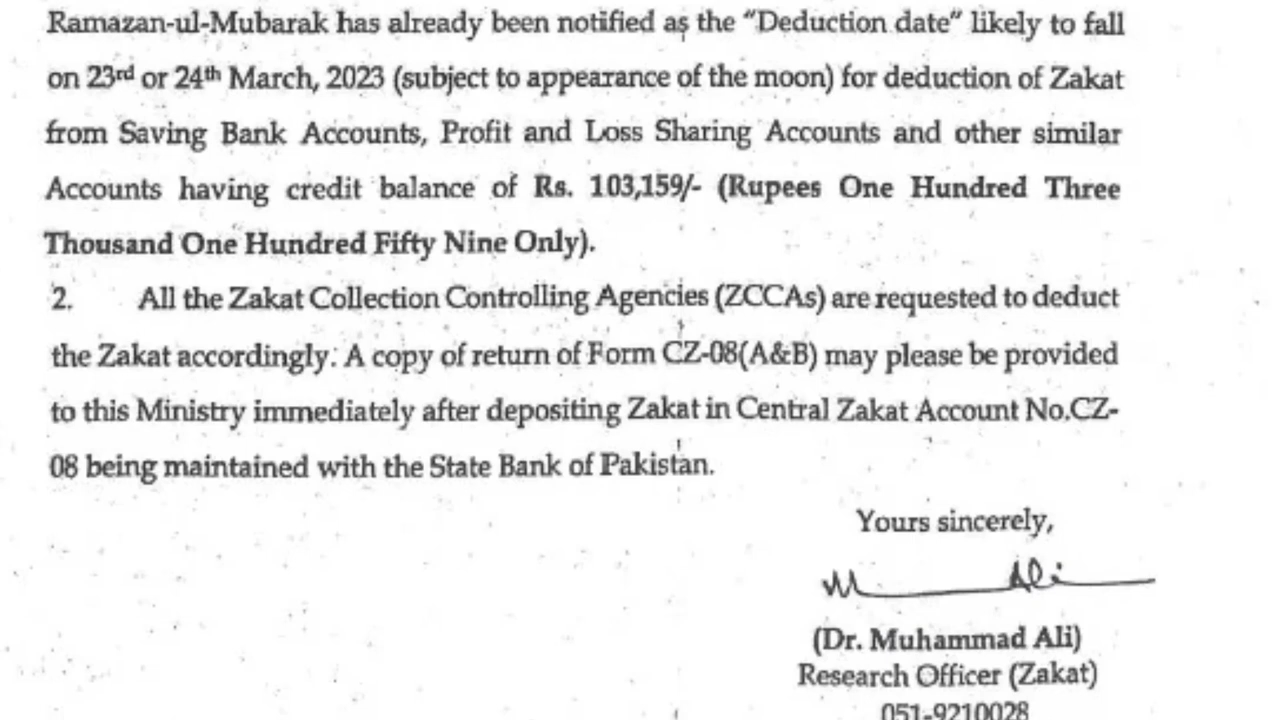 Ramazan-ul-Mubarak has already been notified as the “Deduction date” likely to fall
on 23rd or 24th March, 2023 (subject to appearance of the moon) for deduction of Zakat
from Saving Bank Accounts, Profit and Loss Sharing Accounts and other similar
Accounts having credit balance of Rs. 103,159/- (Rupees One Hundred Three
Thousand One Hundred Fifty Nine Only).
2. All the Zakat Collection Controlling Agencies (ZCCAs) are requested to deduct
the Zakat accordingly. A copy of return of Form CZ-08(A&B) may please be provided
to this Ministry immediately after depositing Zakat in Central Zakat Account No.CZ-
08 being maintained with the State Bank of Pakistan.
Yours sincerely,
M Ali
(Dr. Muhammad Ali)
Research Officer (Zakat)
051-9210028